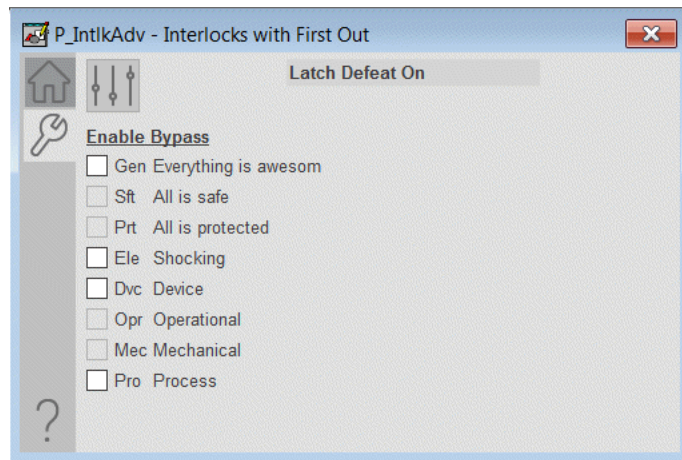 P_IntlkAdv - Interlocks with First Out
Latch Defeat On
Enable Bypass
Gen Everything is awesom
Sft All is safe
Prt All is protected
Ele Shocking
Dvc Device
Opr Operational
Mec Mechanical
Pro Process
?